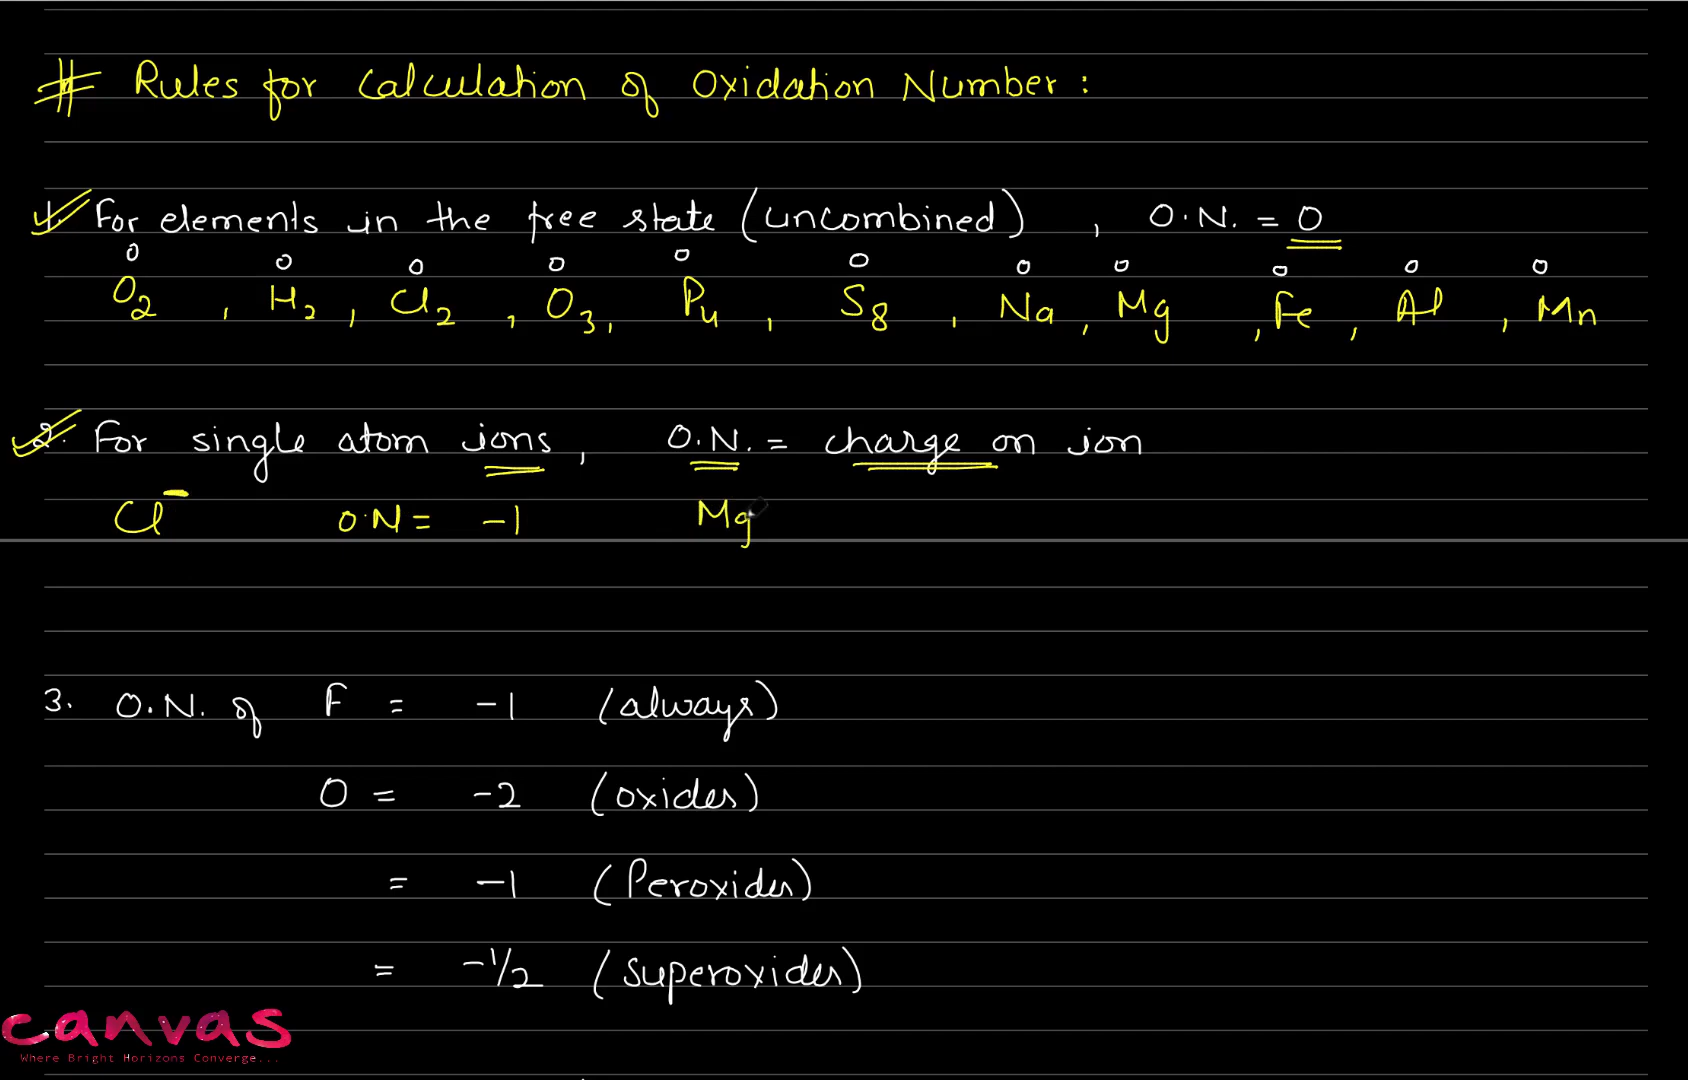 # Rules for Calculation of Oxidation Number :
1. For elements in the free state (uncombined) , O.N. = 0
0 0 0 0 0 0 0 0 0 0 0
O2 , H2 , Cl2 , O3 , P4 , S8 , Na , Mg , Fe , Al , Mn
2. For single atom ions , O.N. = charge on ion
Cl⁻ O.N = -1 Mg
3. O.N. of F = -1 (always)
O = -2 (oxides)
= -1 (Peroxides)
= -1/2 (superoxides)
canvas
Where Bright Horizons Converge...